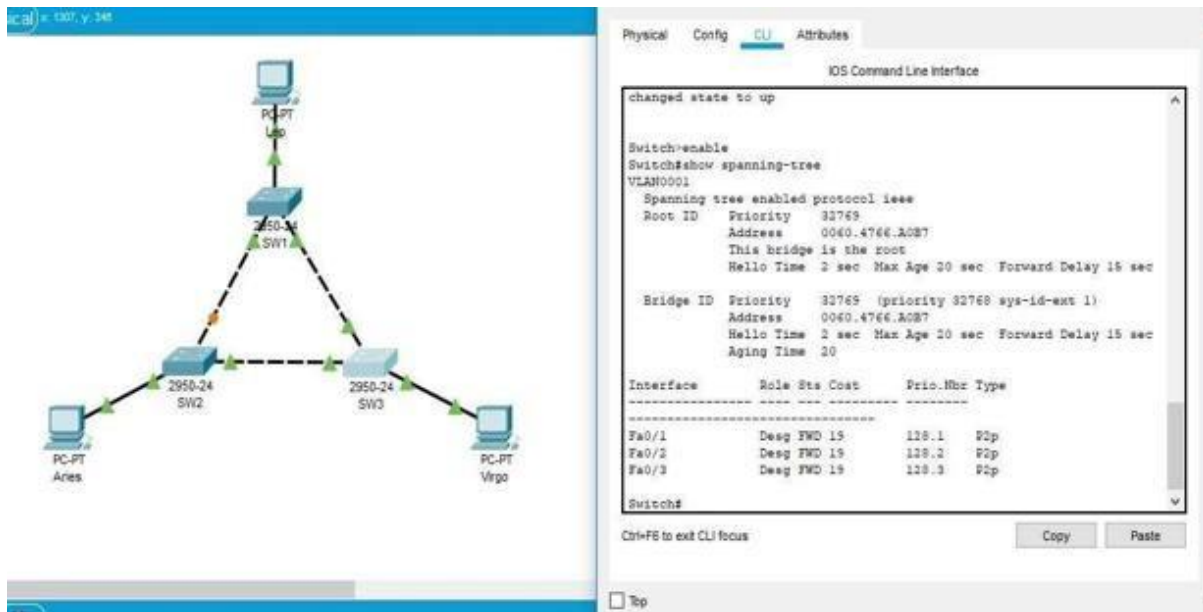 ical) x: 1307, y: 346
PC-PT
2950-24
SW1
2950-24
SW2
2950-24
SW3
PC-PT
Aries
PC-PT
Virgo
Physical Config CLI Attributes
IOS Command Line Interface
changed state to up
Switch>enable
Switch#show spanning-tree
VLAN0001
Spanning tree enabled protocol ieee
Root ID Priority 32769
Address 0060.4766.A0B7
This bridge is the root
Hello Time 2 sec Max Age 20 sec Forward Delay 15 sec
Bridge ID Priority 32769 (priority 32768 sys-id-ext 1)
Address 0060.4766.A0B7
Hello Time 2 sec Max Age 20 sec Forward Delay 15 sec
Aging Time 20
Interface Role Sts Cost Prio.Nbr Type
---------------- ---- --- --------- --------
--------------------------------
Fa0/1 Desg FWD 19 128.1 P2p
Fa0/2 Desg FWD 19 128.2 P2p
Fa0/3 Desg FWD 19 128.3 P2p
Switch#
Ctrl+F6 to exit CLI focus
Copy Paste
Top